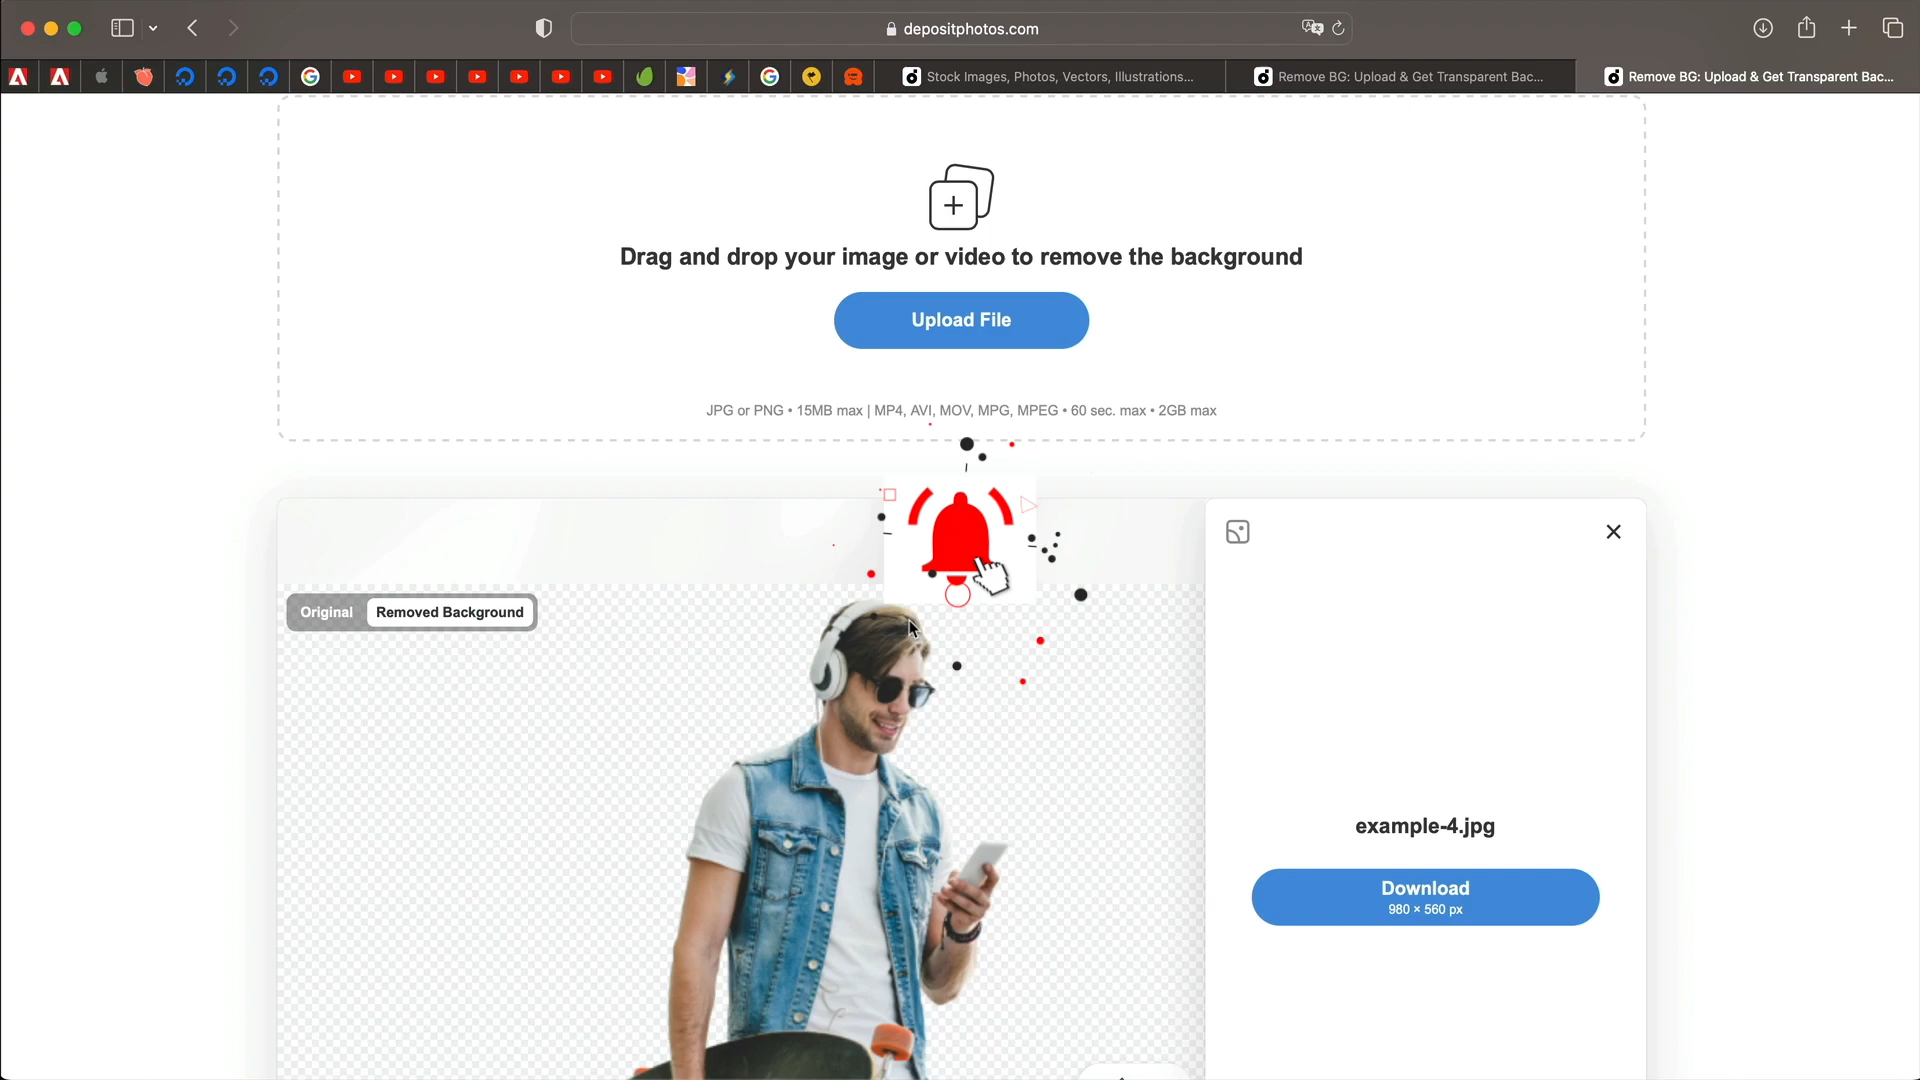 depositphotos.com
Stock Images, Photos, Vectors, Illustrations...
Remove BG: Upload & Get Transparent Bac...
Remove BG: Upload & Get Transparent Bac...
Drag and drop your image or video to remove the background
Upload File
JPG or PNG • 15MB max | MP4, AVI, MOV, MPG, MPEG • 60 sec. max • 2GB max
Original
Removed Background
example-4.jpg
Download
980 × 560 px